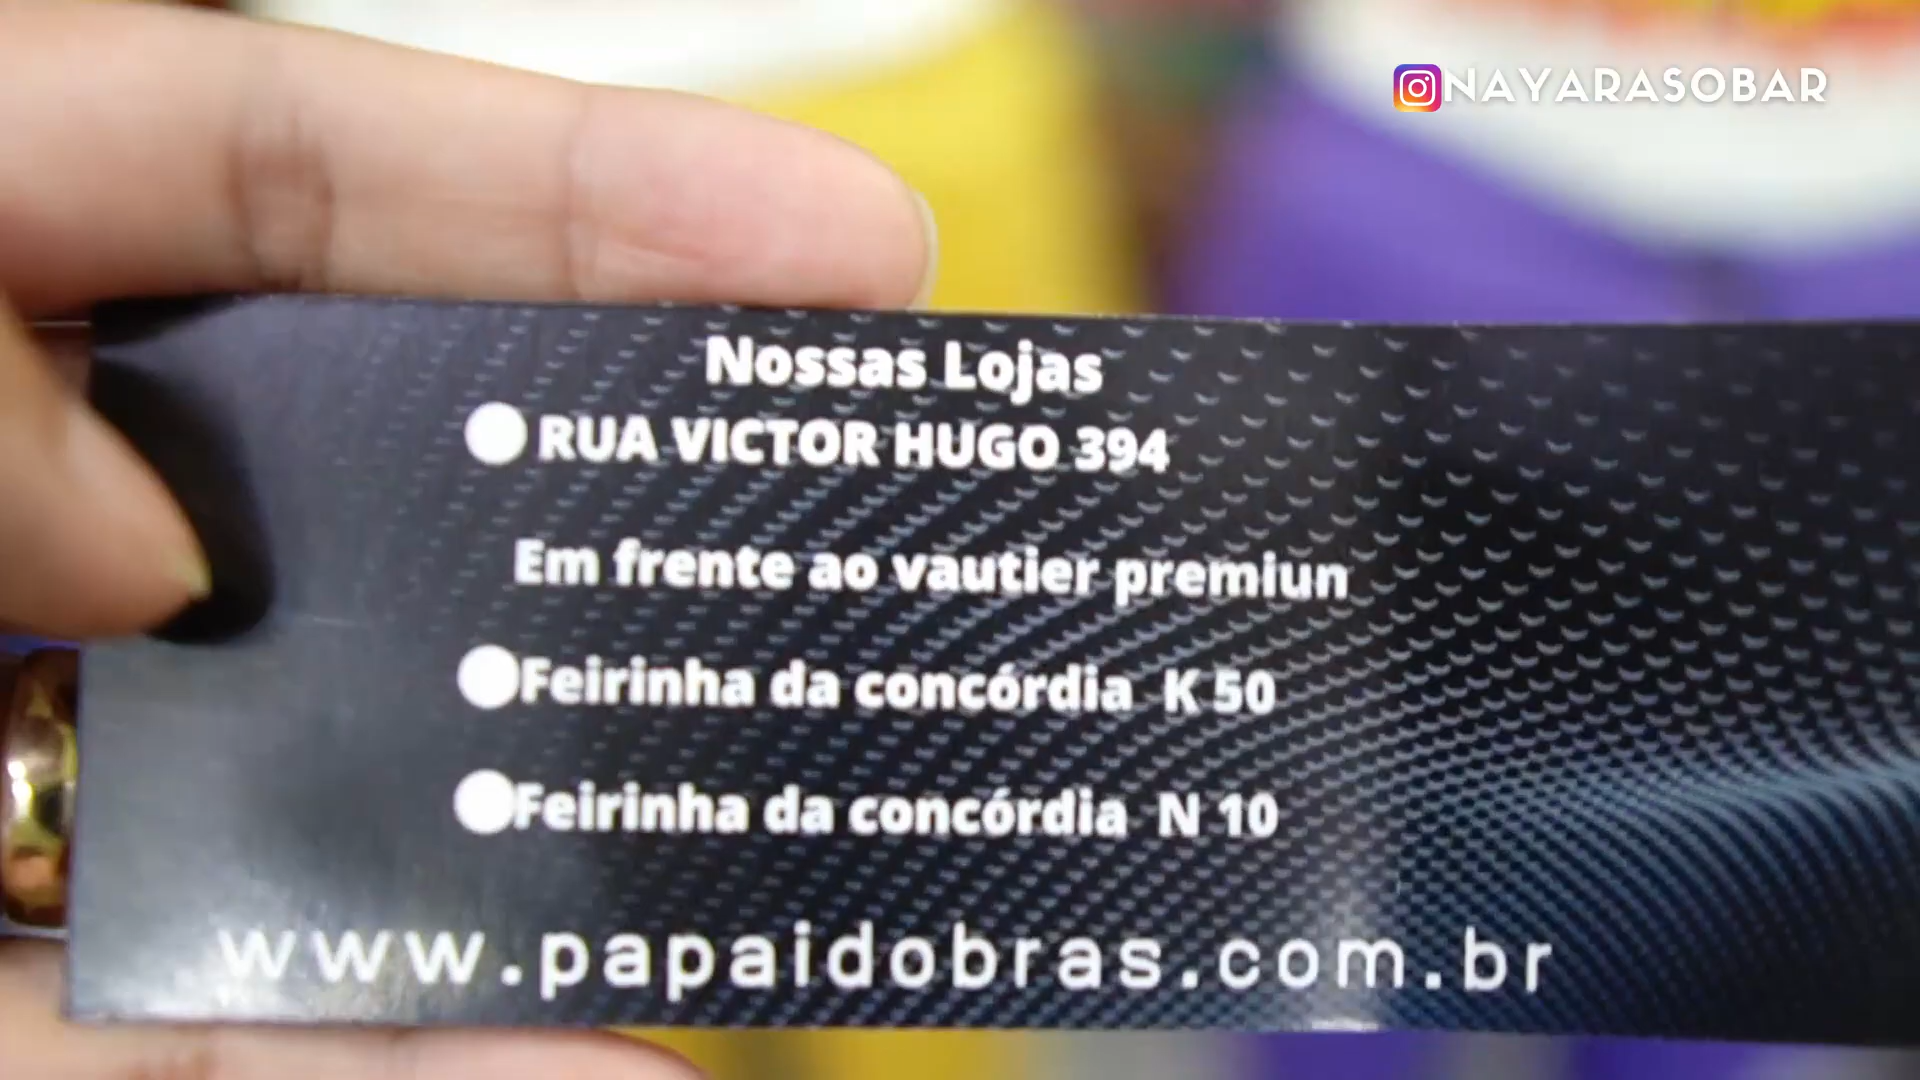 NAYARASOBAR
Nossas Lojas
RUA VICTOR HUGO 394
Em frente ao vautier premiun
Feirinha da concórdia K 50
Feirinha da concórdia N 10
www.papaidobras.com.br